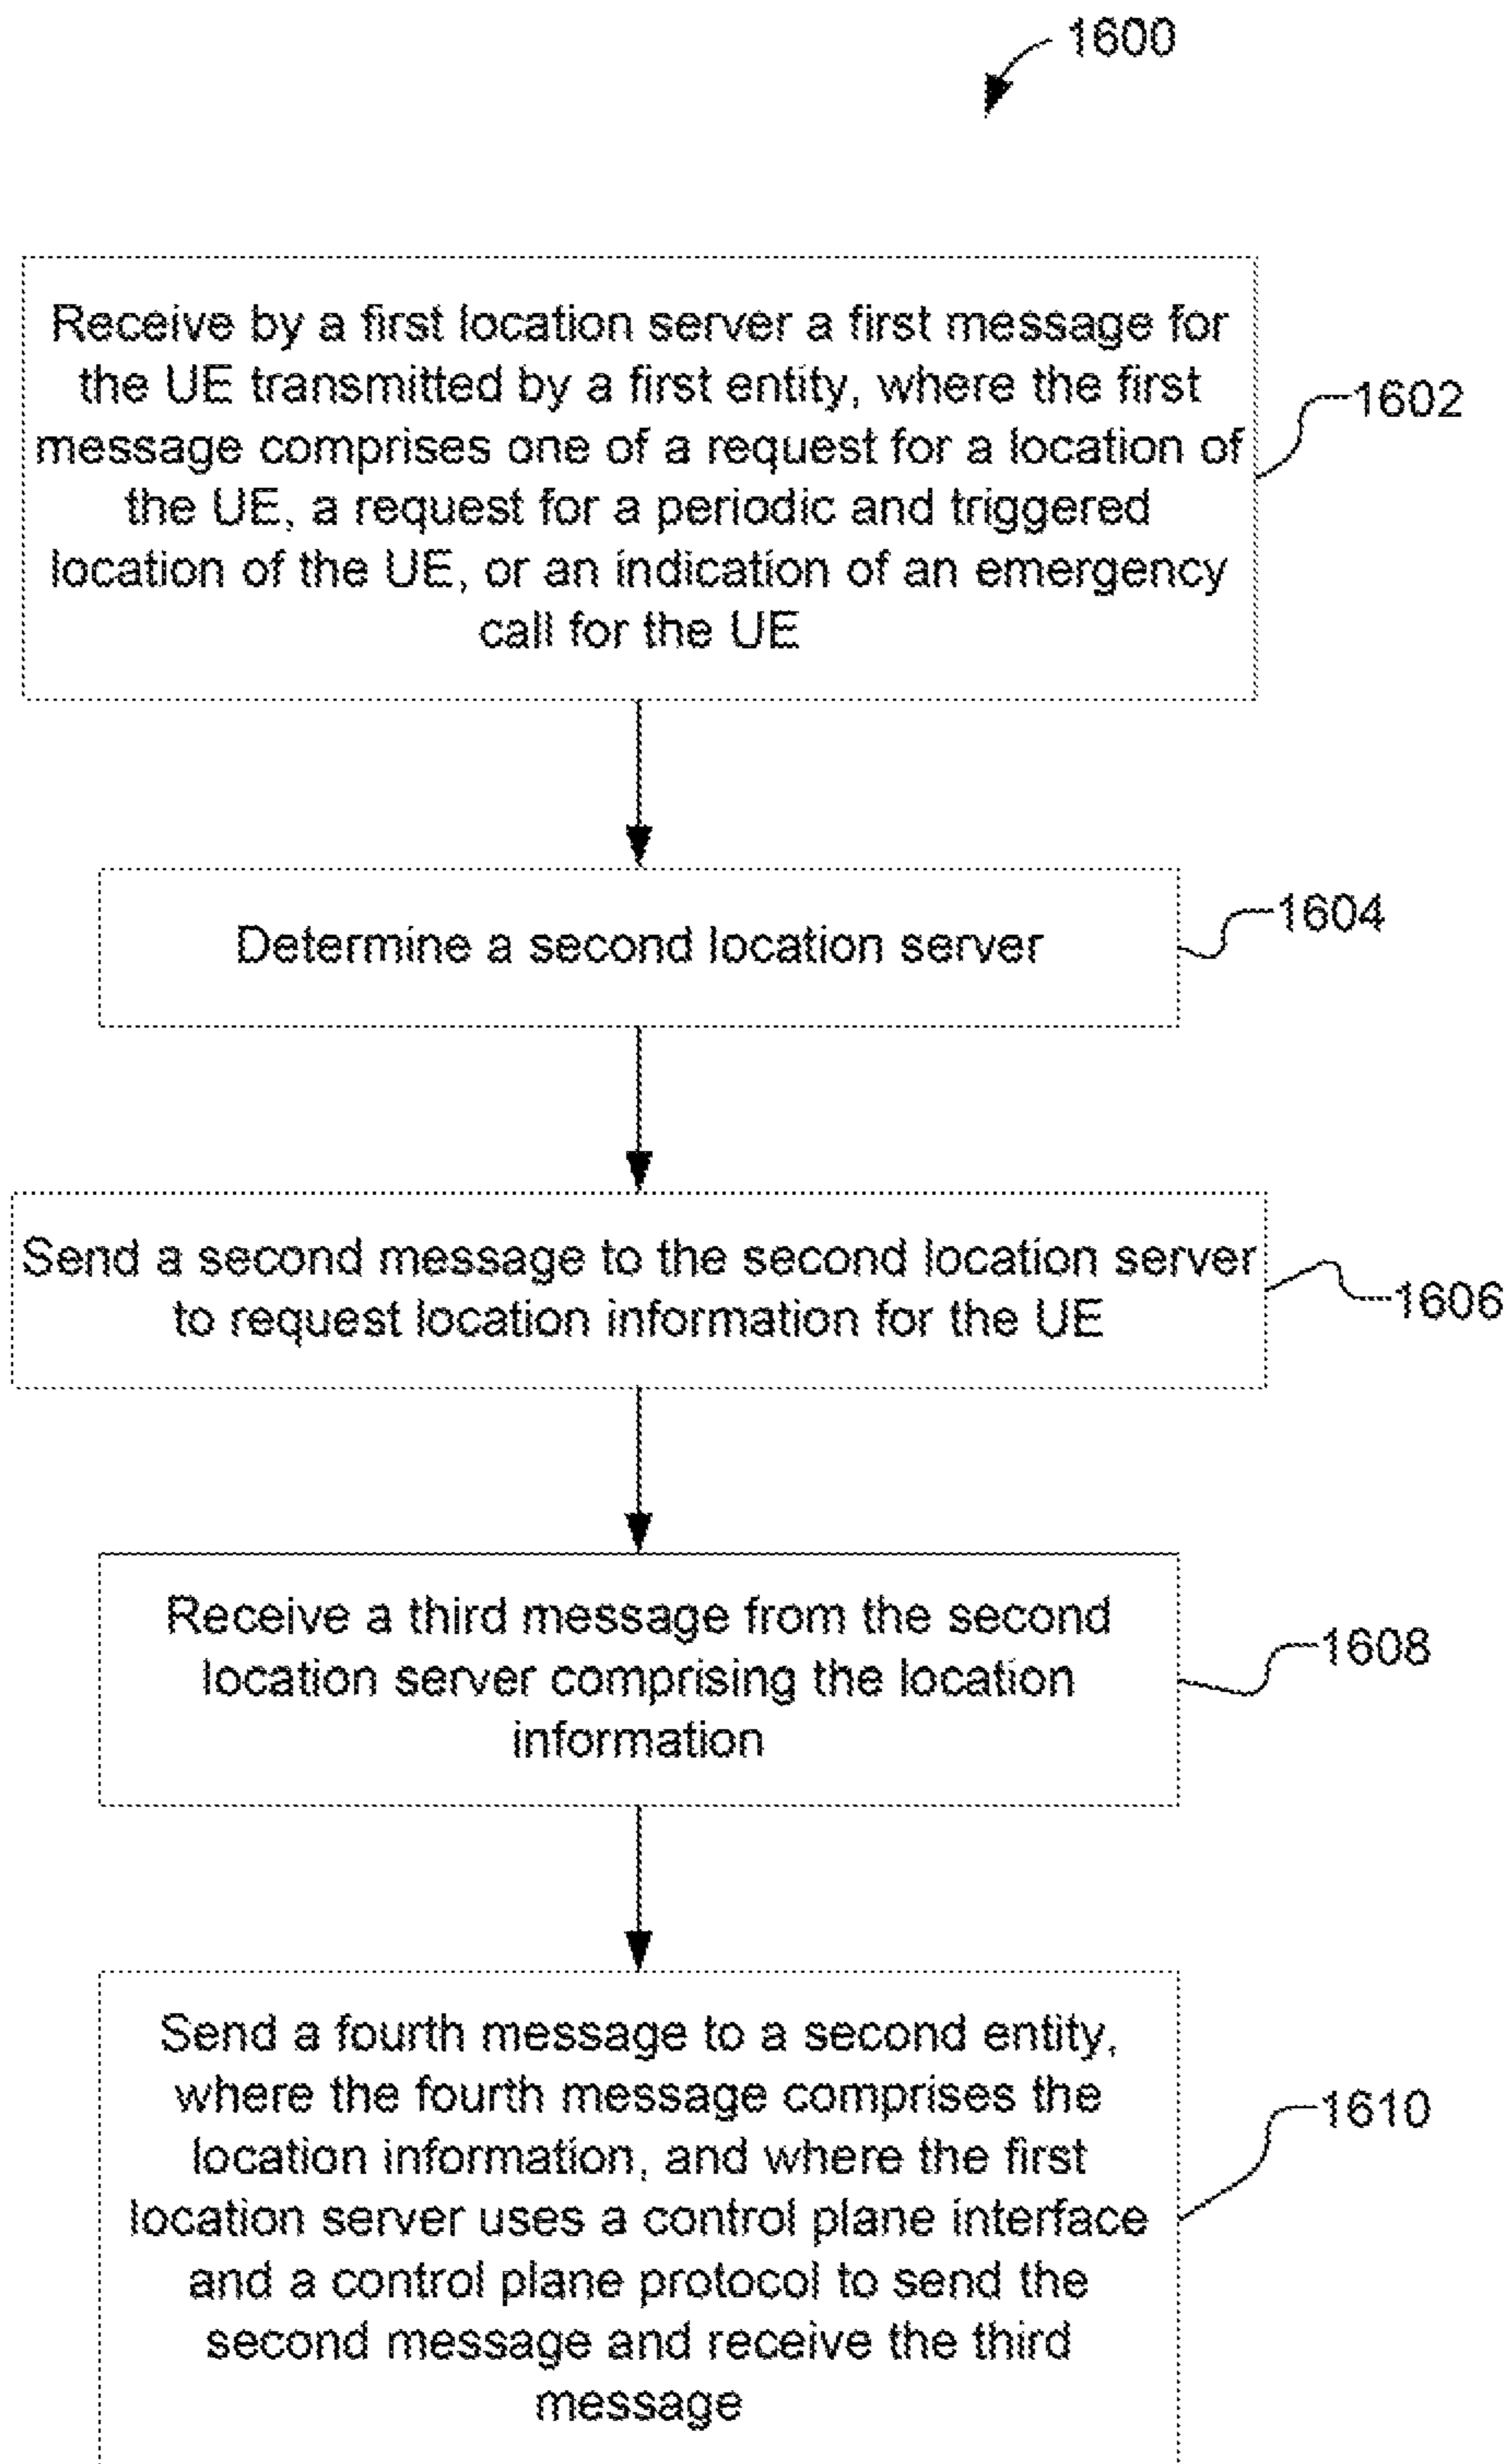 1600
Receive by a first location server a first message for
the UE transmitted by a first entity, where the first
message comprises one of a request for a location of
the UE, a request for a periodic and triggered
location of the UE, or an indication of an emergency
call for the UE
1602
Determine a second location server
1604
Send a second message to the second location server
to request location information for the UE
1606
Receive a third message from the second
location server comprising the location
information
1608
Send a fourth message to a second entity,
where the fourth message comprises the
location information, and where the first
location server uses a control plane interface
and a control plane protocol to send the
second message and receive the third
message
1610